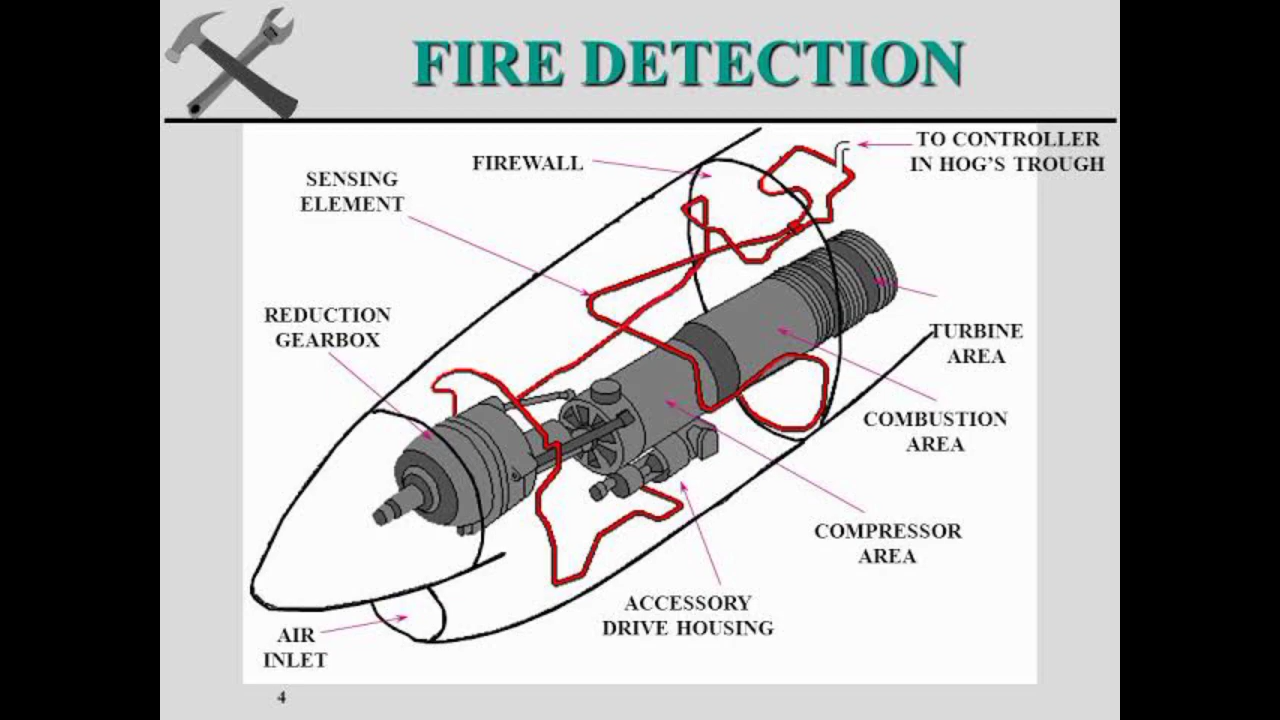 FIRE DETECTION
TO CONTROLLER
IN HOG'S TROUGH
FIREWALL
SENSING
ELEMENT
REDUCTION
GEARBOX
TURBINE
AREA
COMBUSTION
AREA
COMPRESSOR
AREA
ACCESSORY
DRIVE HOUSING
AIR
INLET
4